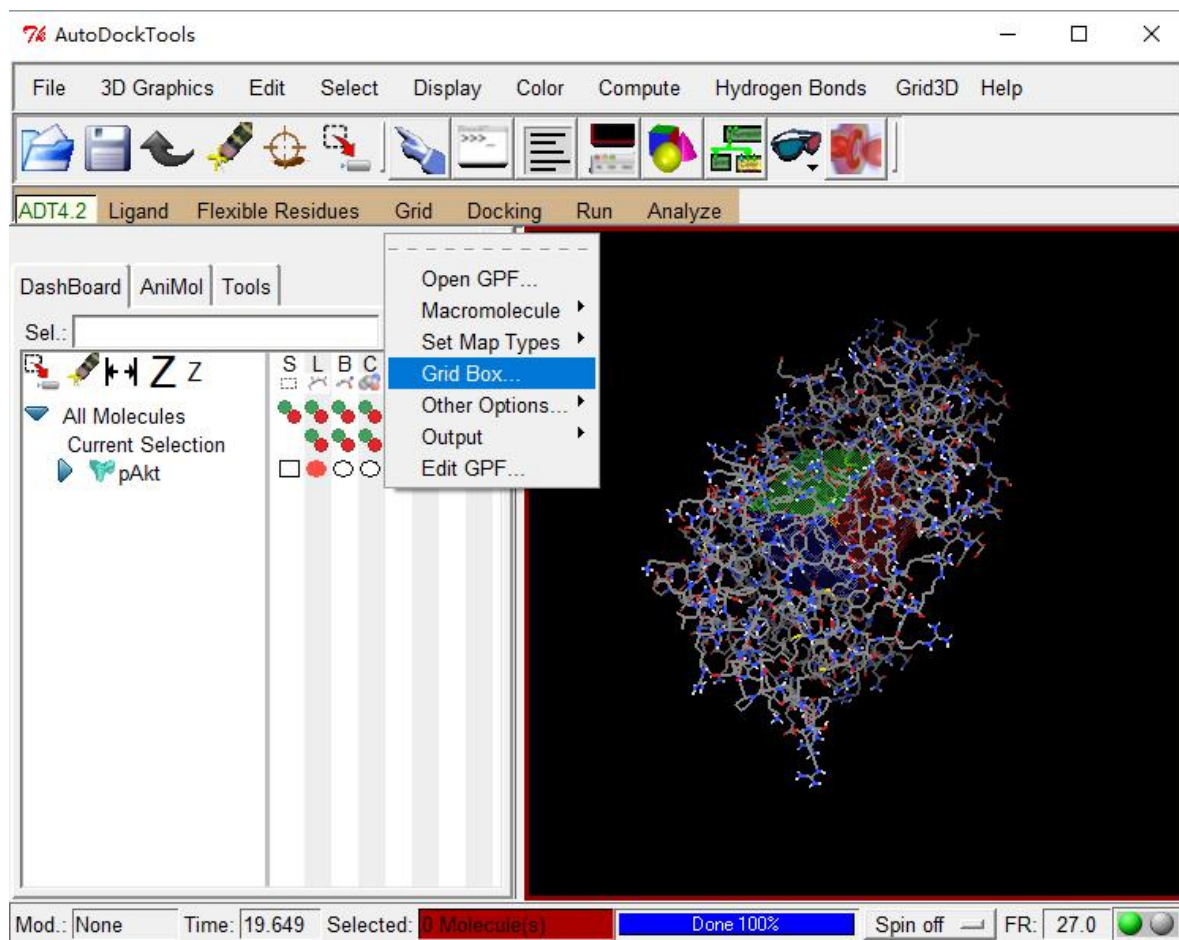 AutoDockTools
File 3D Graphics Edit Select Display Color Compute Hydrogen Bonds Grid3D Help
>>>_
ADT4.2 Ligand Flexible Residues Grid Docking Run Analyze
DashBoard AniMol Tools
Sel.:
Z Z
S L B C
All Molecules
Current Selection
pAkt
Open GPF...
Macromolecule
Set Map Types
Grid Box...
Other Options...
Output
Edit GPF...
Mod.: None Time: 19.649 Selected: 0 Molecule(s) Done 100% Spin off FR: 27.0